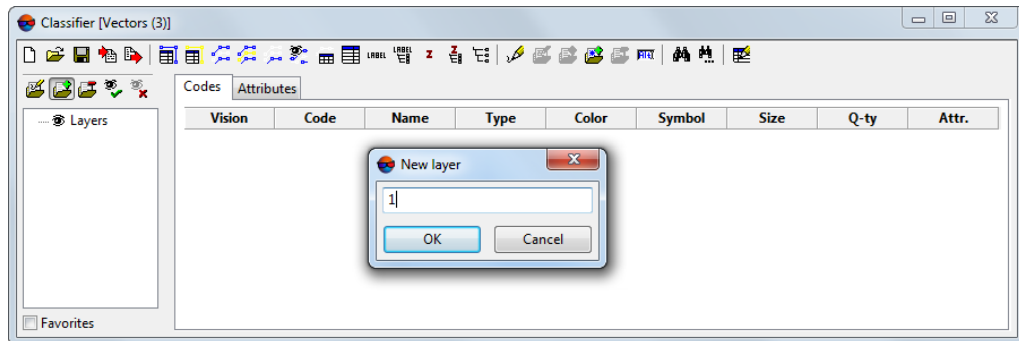 Classifier [Vectors (3)]
LABEL LABEL Z Z
Codes Attributes
Layers
Vision Code Name Type Color Symbol Size Q-ty Attr.
New layer
1
OK Cancel
Favorites